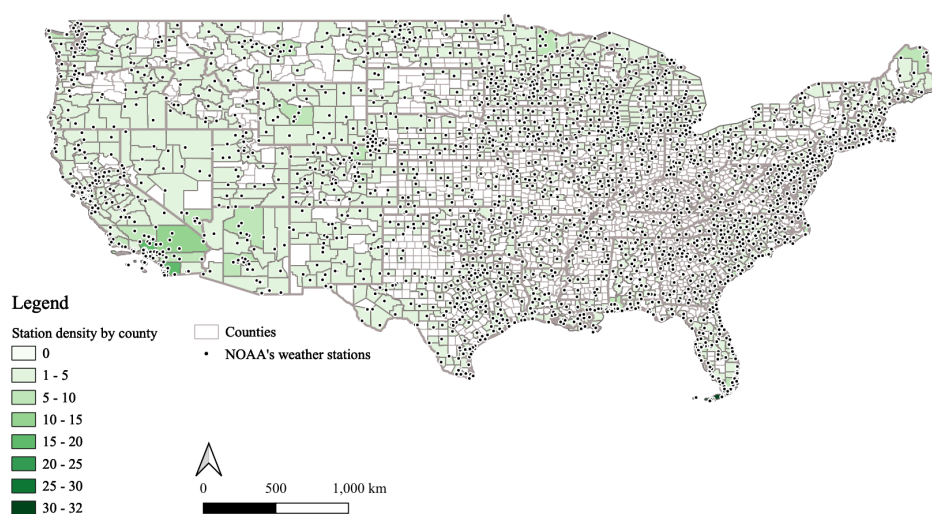 Legend
Station density by county
0
1 - 5
5 - 10
10 - 15
15 - 20
20 - 25
25 - 30
30 - 32
Counties
NOAA's weather stations
0 500 1,000 km